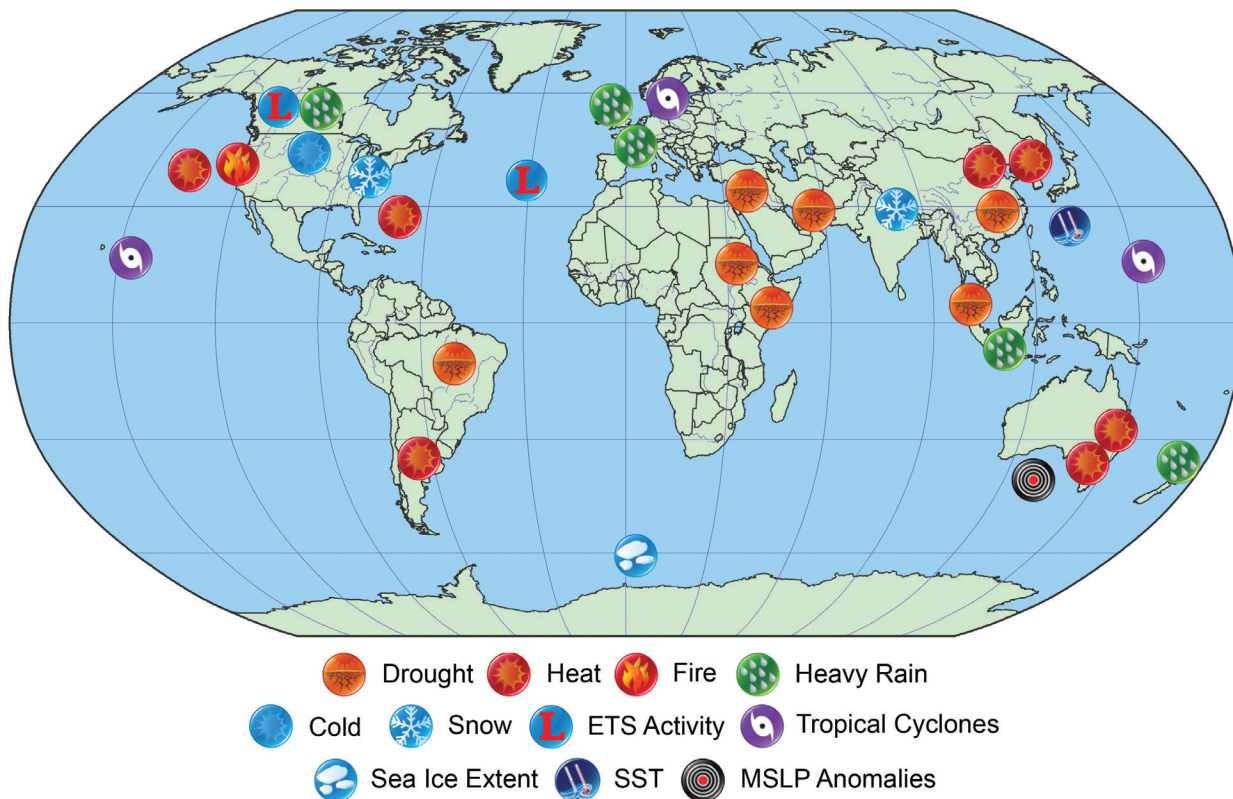 Drought Heat Fire Heavy Rain
Cold Snow L ETS Activity Tropical Cyclones
Sea Ice Extent SST MSLP Anomalies
L
L